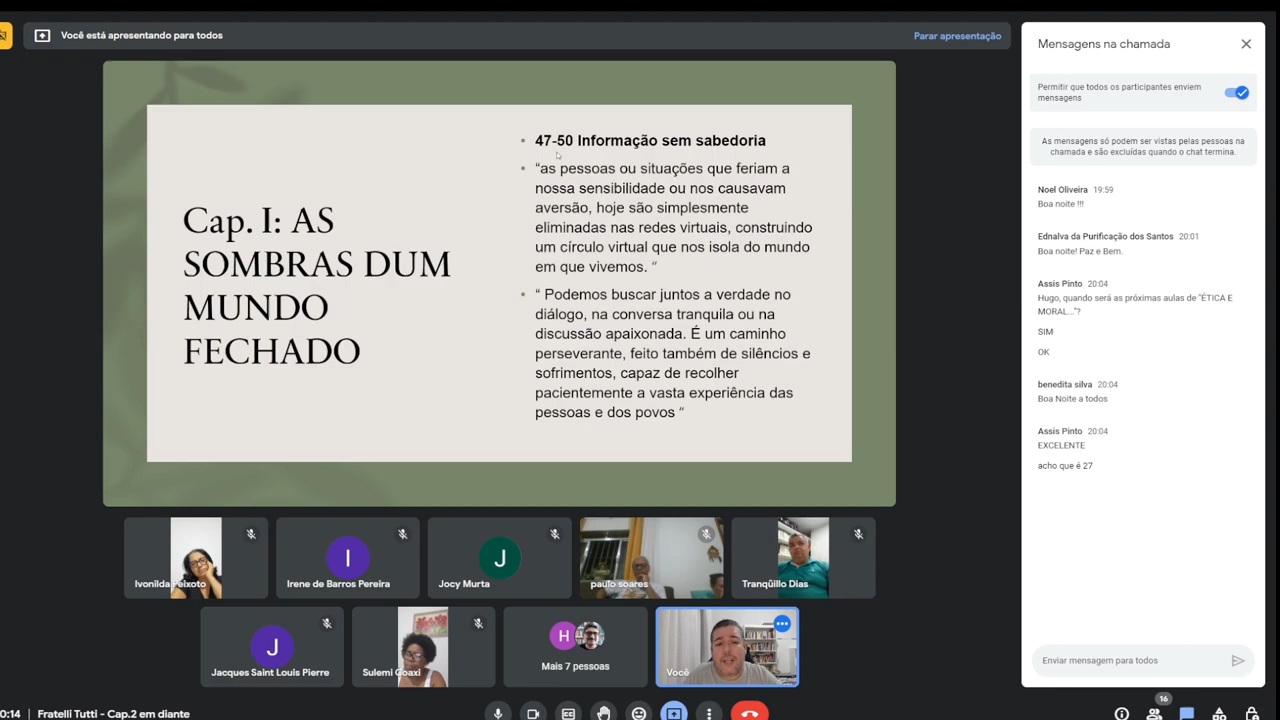 Você está apresentando para todos
Parar apresentação
Cap. I: AS
SOMBRAS DUM
MUNDO
FECHADO
• 47-50 Informação sem sabedoria
• “as pessoas ou situações que feriam a
nossa sensibilidade ou nos causavam
aversão, hoje são simplesmente
eliminadas nas redes virtuais, construindo
um círculo virtual que nos isola do mundo
em que vivemos. “
• “ Podemos buscar juntos a verdade no
diálogo, na conversa tranquila ou na
discussão apaixonada. É um caminho
perseverante, feito também de silêncios e
sofrimentos, capaz de recolher
pacientemente a vasta experiência das
pessoas e dos povos “
Ivonilda Peixoto
I
Irene de Barros Pereira
J
Jocy Murta
paulo soares
Tranqüillo Dias
J
Jacques Saint Louis Pierre
Sulemi Coaxi
H
Mais 7 pessoas
Você
0:14 | Fratelli Tutti - Cap.2 em diante
Mensagens na chamada
Permitir que todos os participantes enviem
mensagens
As mensagens só podem ser vistas pelas pessoas na
chamada e são excluídas quando o chat termina.
Noel Oliveira 19:59
Boa noite !!!
Ednalva da Purificação dos Santos 20:01
Boa noite! Paz e Bem.
Assis Pinto 20:04
Hugo, quando será as próximas aulas de "ÉTICA E
MORAL..."?
SIM
OK
benedita silva 20:04
Boa Noite a todos
Assis Pinto 20:04
EXCELENTE
acho que é 27
Enviar mensagem para todos
16